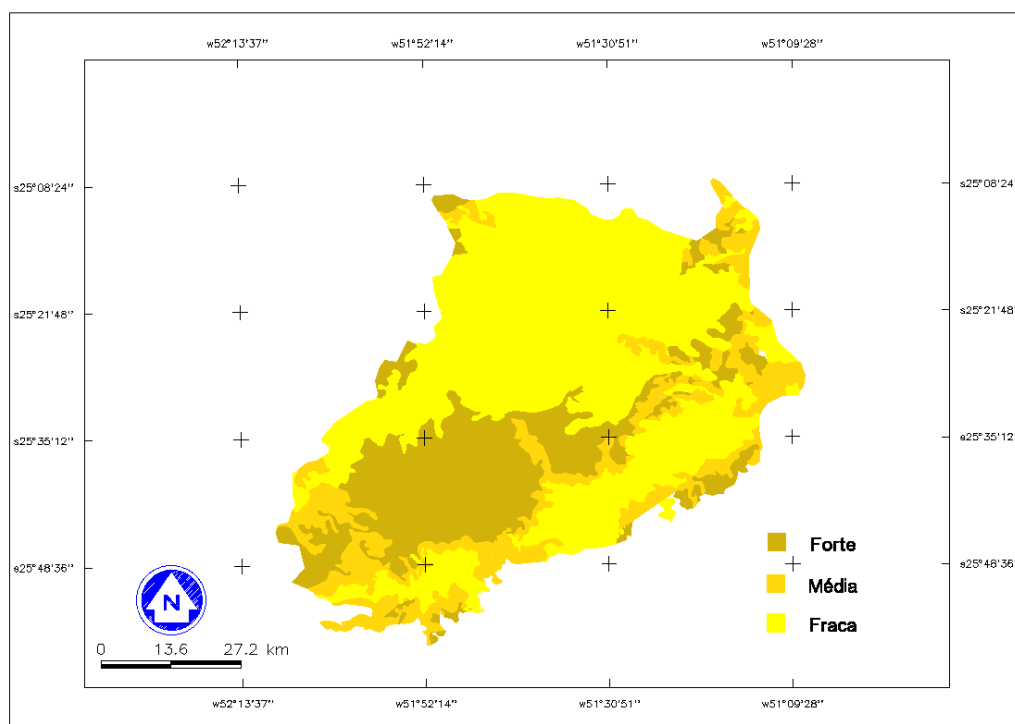 w52°13'37" w51°52'14" w51°30'51" w51°09'28"
s25°08'24" s25°08'24"
s25°21'48" s25°21'48"
s25°35'12" s25°35'12"
Forte
s25°48'36" s25°48'36"
Média
N
Fraca
0 13.6 27.2 km
w52°13'37" w51°52'14" w51°30'51" w51°09'28"